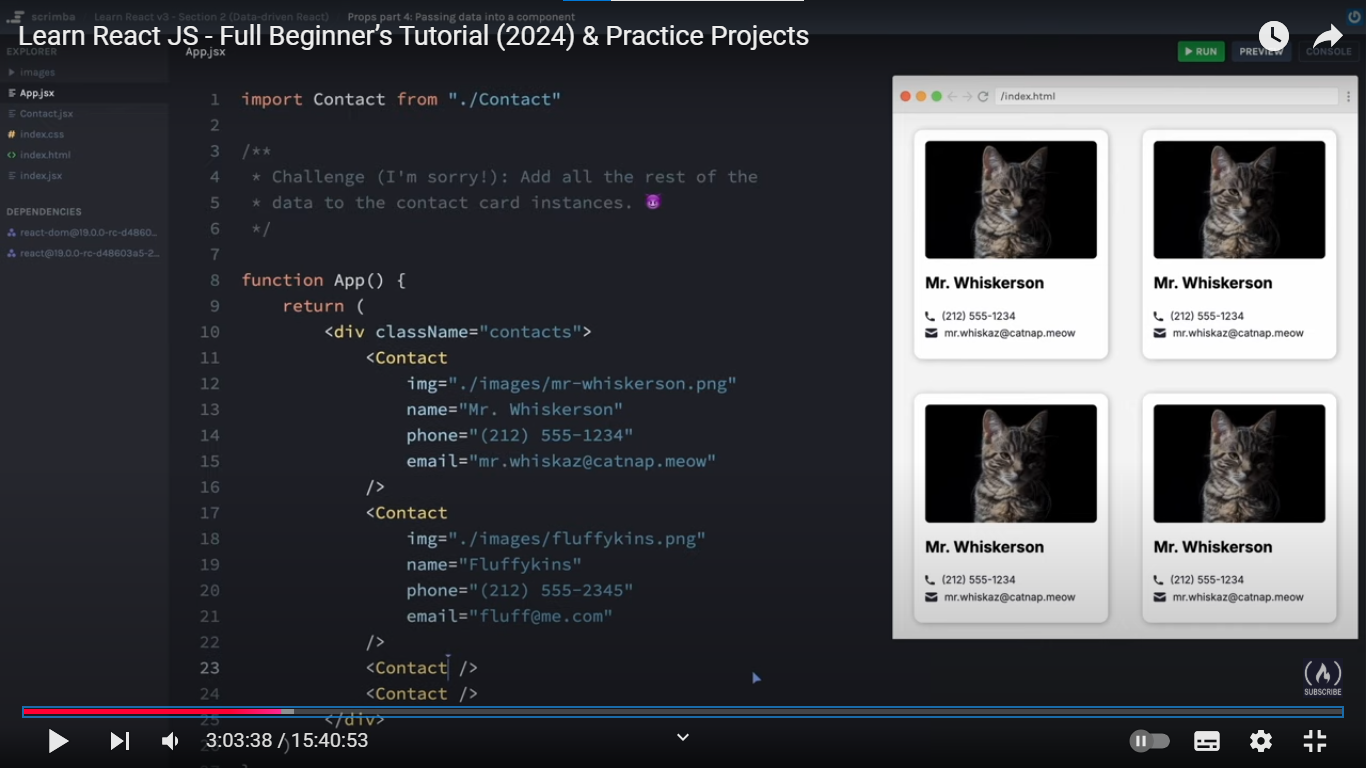 scrimba Learn React v3 - Section 2 (Data-driven React) Props part 4: Passing data into a component
Learn React JS - Full Beginner’s Tutorial (2024) & Practice Projects
EXPLORER
images
App.jsx
Contact.jsx
index.css
index.html
index.jsx
DEPENDENCIES
react-dom@19.0.0-rc-d4860...
react@19.0.0-rc-d48603a5-2...
App.jsx
RUN PREVIEW CONSOLE
1 import Contact from "./Contact"
2
3 /**
4 * Challenge (I'm sorry!): Add all the rest of the
5 * data to the contact card instances. 😈
6 */
7
8 function App() {
9 return (
10 <div className="contacts">
11 <Contact
12 img="./images/mr-whiskerson.png"
13 name="Mr. Whiskerson"
14 phone="(212) 555-1234"
15 email="mr.whiskaz@catnap.meow"
16 />
17 <Contact
18 img="./images/fluffykins.png"
19 name="Fluffykins"
20 phone="(212) 555-2345"
21 email="fluff@me.com"
22 />
23 <Contact />
24 <Contact />
25 </div>
26 )
/index.html
Mr. Whiskerson
(212) 555-1234
mr.whiskaz@catnap.meow
Mr. Whiskerson
(212) 555-1234
mr.whiskaz@catnap.meow
Mr. Whiskerson
(212) 555-1234
mr.whiskaz@catnap.meow
Mr. Whiskerson
(212) 555-1234
mr.whiskaz@catnap.meow
SUBSCRIBE
3:03:38 / 15:40:53